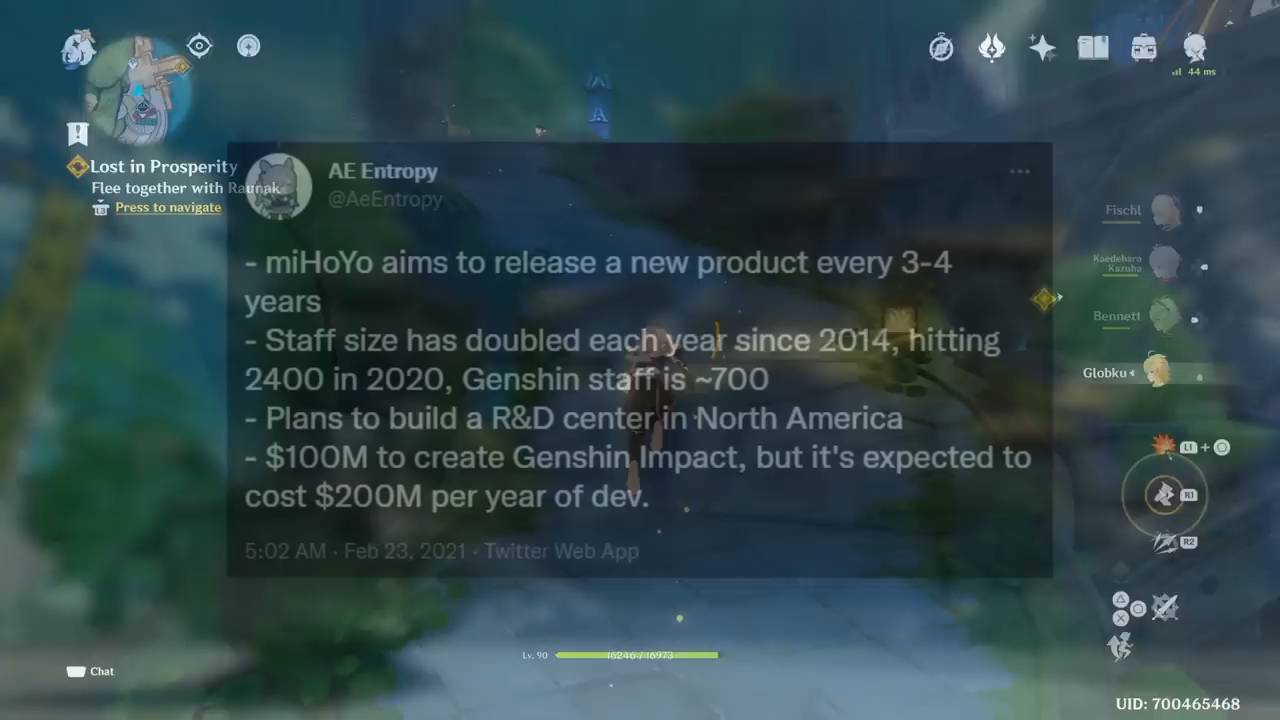 44 ms
Lost in Prosperity
Flee together with Raunak
Press to navigate
AE Entropy
@AeEntropy
- miHoYo aims to release a new product every 3-4
years
- Staff size has doubled each year since 2014, hitting
2400 in 2020, Genshin staff is ~700
- Plans to build a R&D center in North America
- $100M to create Genshin Impact, but it's expected to
cost $200M per year of dev.
5:02 AM · Feb 23, 2021 · Twitter Web App
Fischl
Kaedehara
Kazuha
Bennett
Globku
L1 +
R1
R2
Lv. 90
16246 / 16973
Chat
UID: 700465468